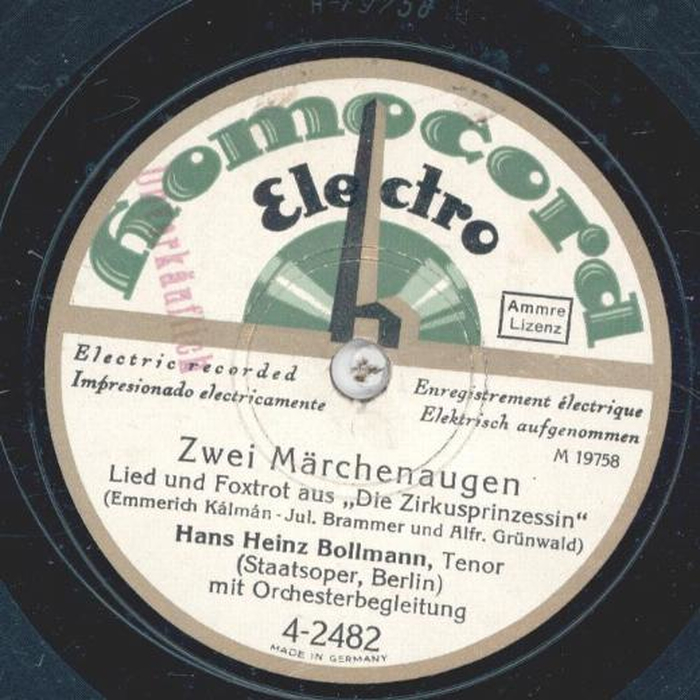 Homocord
Electro
Unverkäuflich
Ammre
Lizenz
Electric recorded
Impresionado electricamente
Enregistrement électrique
Elektrisch aufgenommen
M 19758
Zwei Märchenaugen
Lied und Foxtrot aus „Die Zirkusprinzessin“
(Emmerich Kálmán - Jul. Brammer und Alfr. Grünwald)
Hans Heinz Bollmann, Tenor
(Staatsoper, Berlin)
mit Orchesterbegleitung
4-2482
MADE IN GERMANY